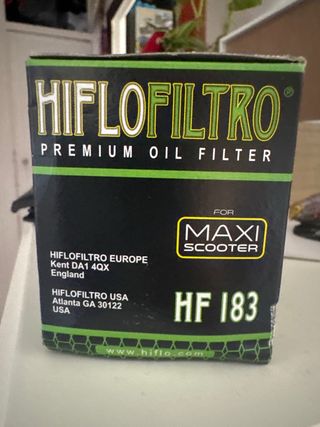 HIFLOFILTRO®
PREMIUM OIL FILTER
FOR
MAXI
SCOOTER
HIFLOFILTRO EUROPE
Kent DA1 4QX
England
HIFLOFILTRO USA
Atlanta GA 30122
USA
HF 183
www.hiflo.com